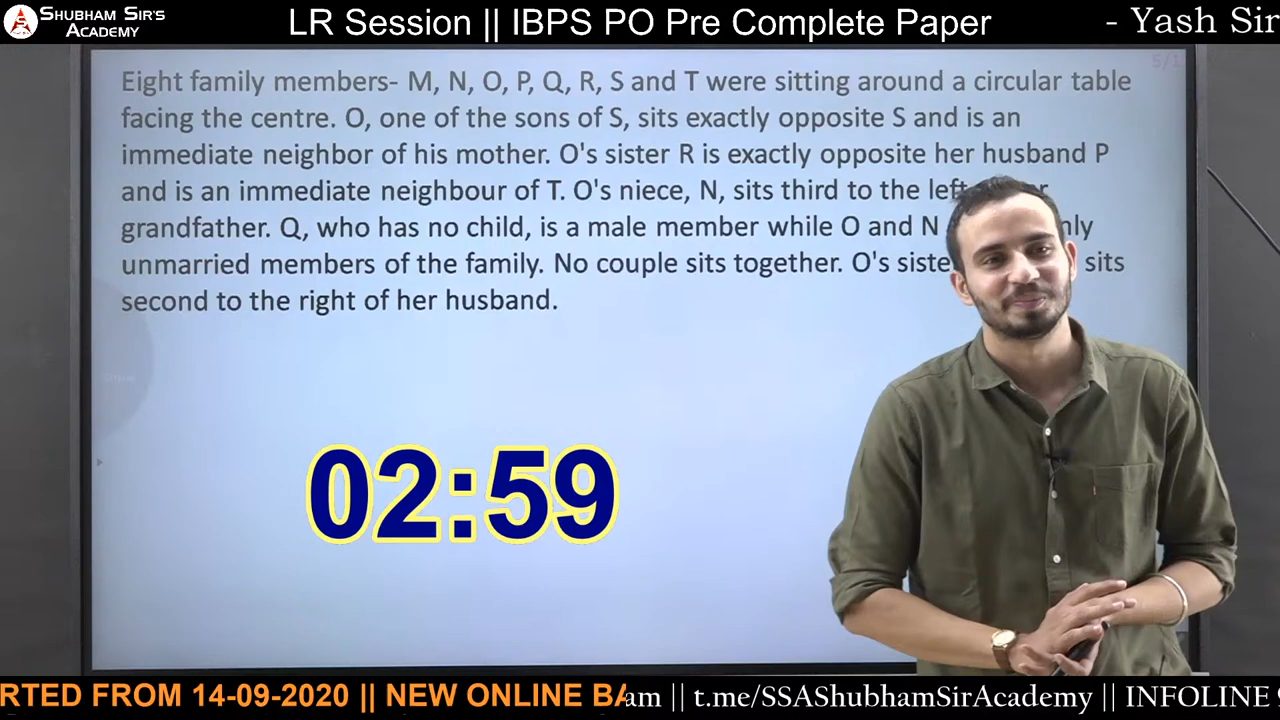 SHUBHAM SIR'S
ACADEMY
LR Session || IBPS PO Pre Complete Paper
- Yash Sir
Eight family members- M, N, O, P, Q, R, S and T were sitting around a circular table
facing the centre. O, one of the sons of S, sits exactly opposite S and is an
immediate neighbor of his mother. O's sister R is exactly opposite her husband P
and is an immediate neighbour of T. O's niece, N, sits third to the left
grandfather. Q, who has no child, is a male member while O and N
unmarried members of the family. No couple sits together. O's sits
second to the right of her husband.
02:59
FROM 14-09-2020 || NEW ONLINE || t.me/SSAShubhamSirAcademy || INFOLINE